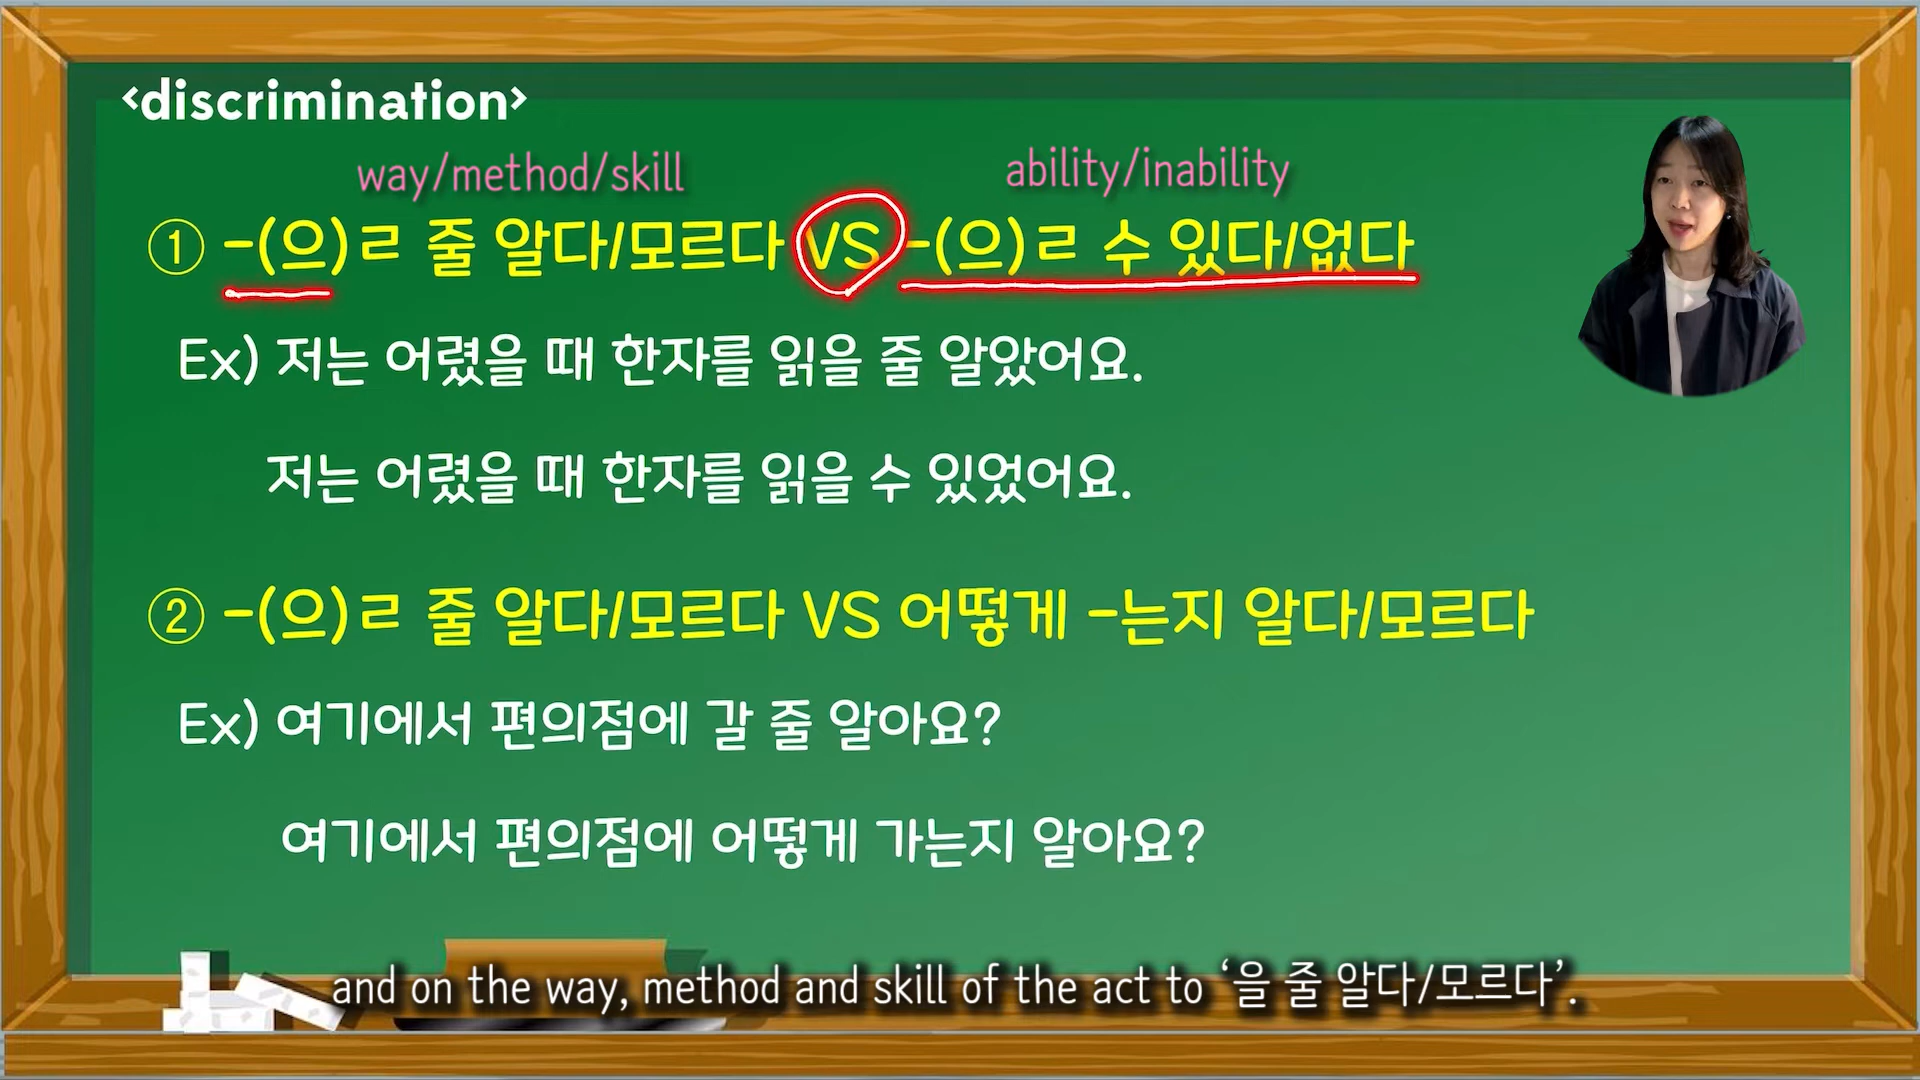 <discrimination>
way/method/skill
ability/inability
① -(으)ㄹ 줄 알다/모르다 VS -(으)ㄹ 수 있다/없다
Ex) 저는 어렸을 때 한자를 읽을 줄 알았어요.
저는 어렸을 때 한자를 읽을 수 있었어요.
② -(으)ㄹ 줄 알다/모르다 VS 어떻게 -는지 알다/모르다
Ex) 여기에서 편의점에 갈 줄 알아요?
여기에서 편의점에 어떻게 가는지 알아요?
and on the way, method and skill of the act to ‘을 줄 알다/모르다’.